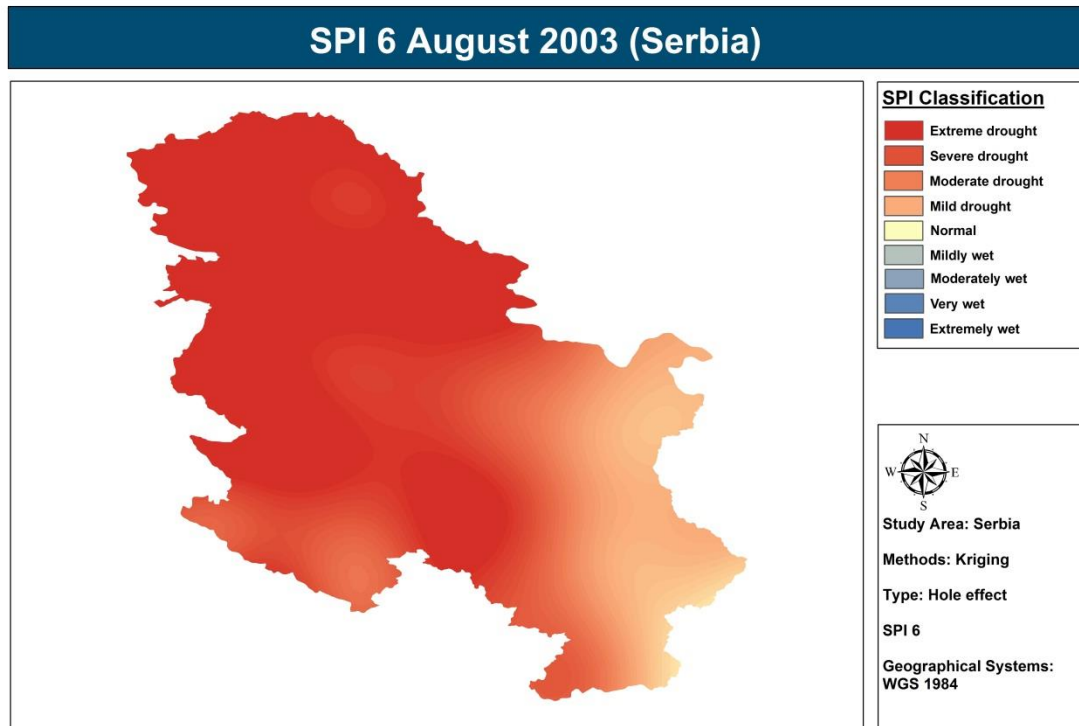 SPI 6 August 2003 (Serbia)
SPI Classification
Extreme drought
Severe drought
Moderate drought
Mild drought
Normal
Mildly wet
Moderately wet
Very wet
Extremely wet
N
W E
S
Study Area: Serbia
Methods: Kriging
Type: Hole effect
SPI 6
Geographical Systems:
WGS 1984